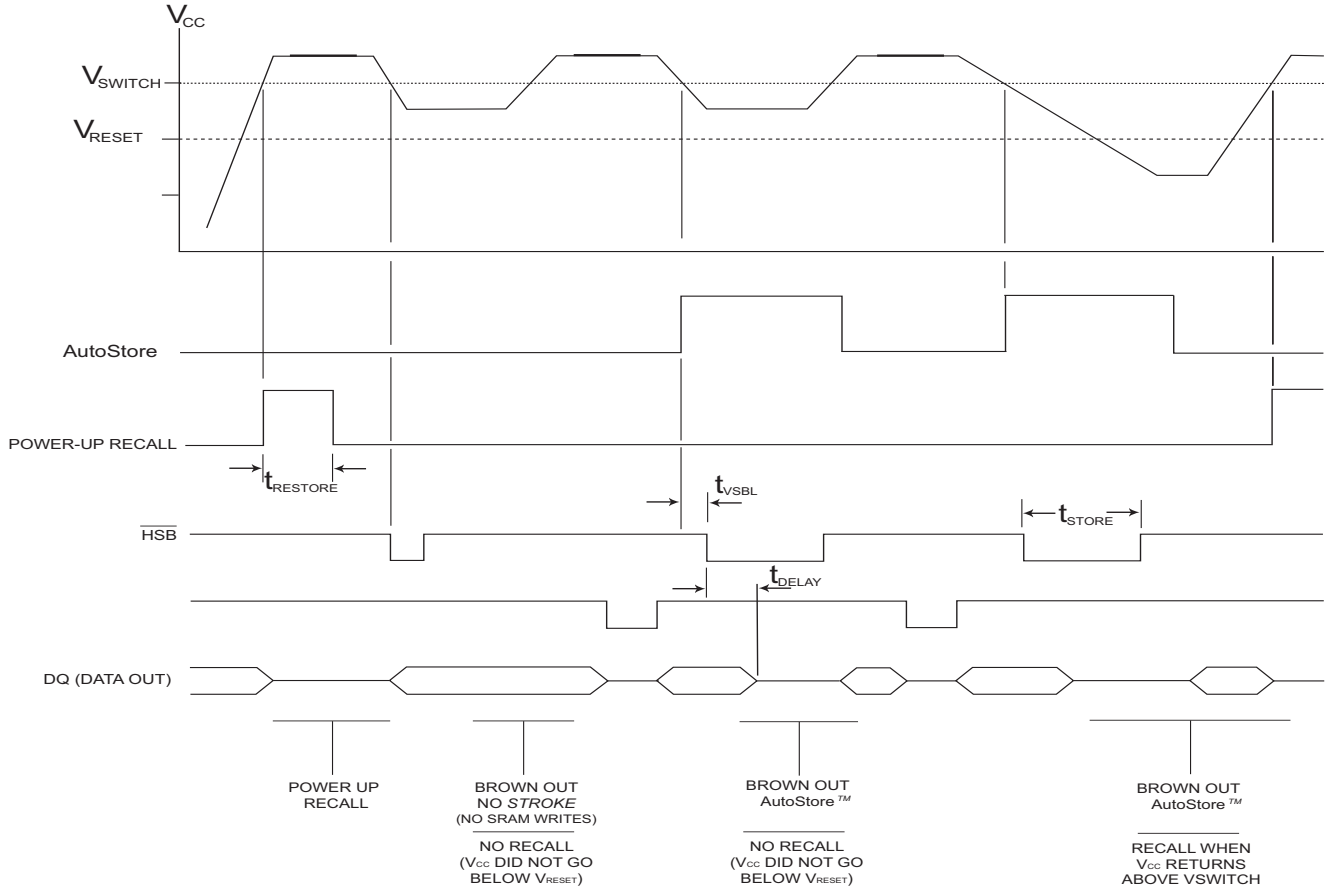 VCC
VSWITCH
VRESET
AutoStore
POWER-UP RECALL
tRESTORE
tVSBL
HSB
tSTORE
tDELAY
DQ (DATA OUT)
POWER UP
RECALL
BROWN OUT
NO STROKE
(NO SRAM WRITES)
NO RECALL
(VCC DID NOT GO
BELOW VRESET)
BROWN OUT
AutoStore™
NO RECALL
(VCC DID NOT GO
BELOW VRESET)
BROWN OUT
AutoStore™
RECALL WHEN
VCC RETURNS
ABOVE VSWITCH